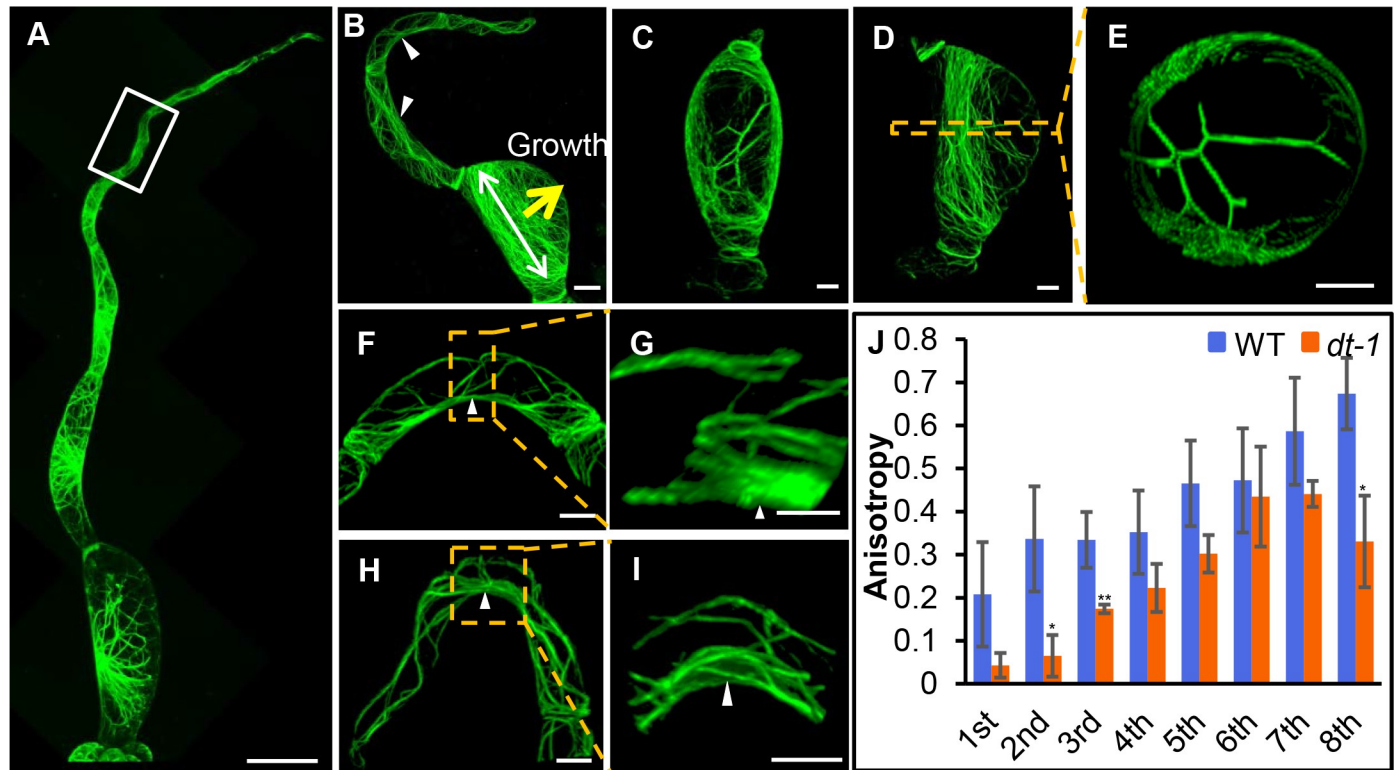 A
B
Growth
C
D
E
F
G
H
I
J
WT
dt-1
Anisotropy
0.8
0.7
0.6
0.5
0.4
0.3
0.2
0.1
0
*
**
*
1st
2nd
3rd
4th
5th
6th
7th
8th